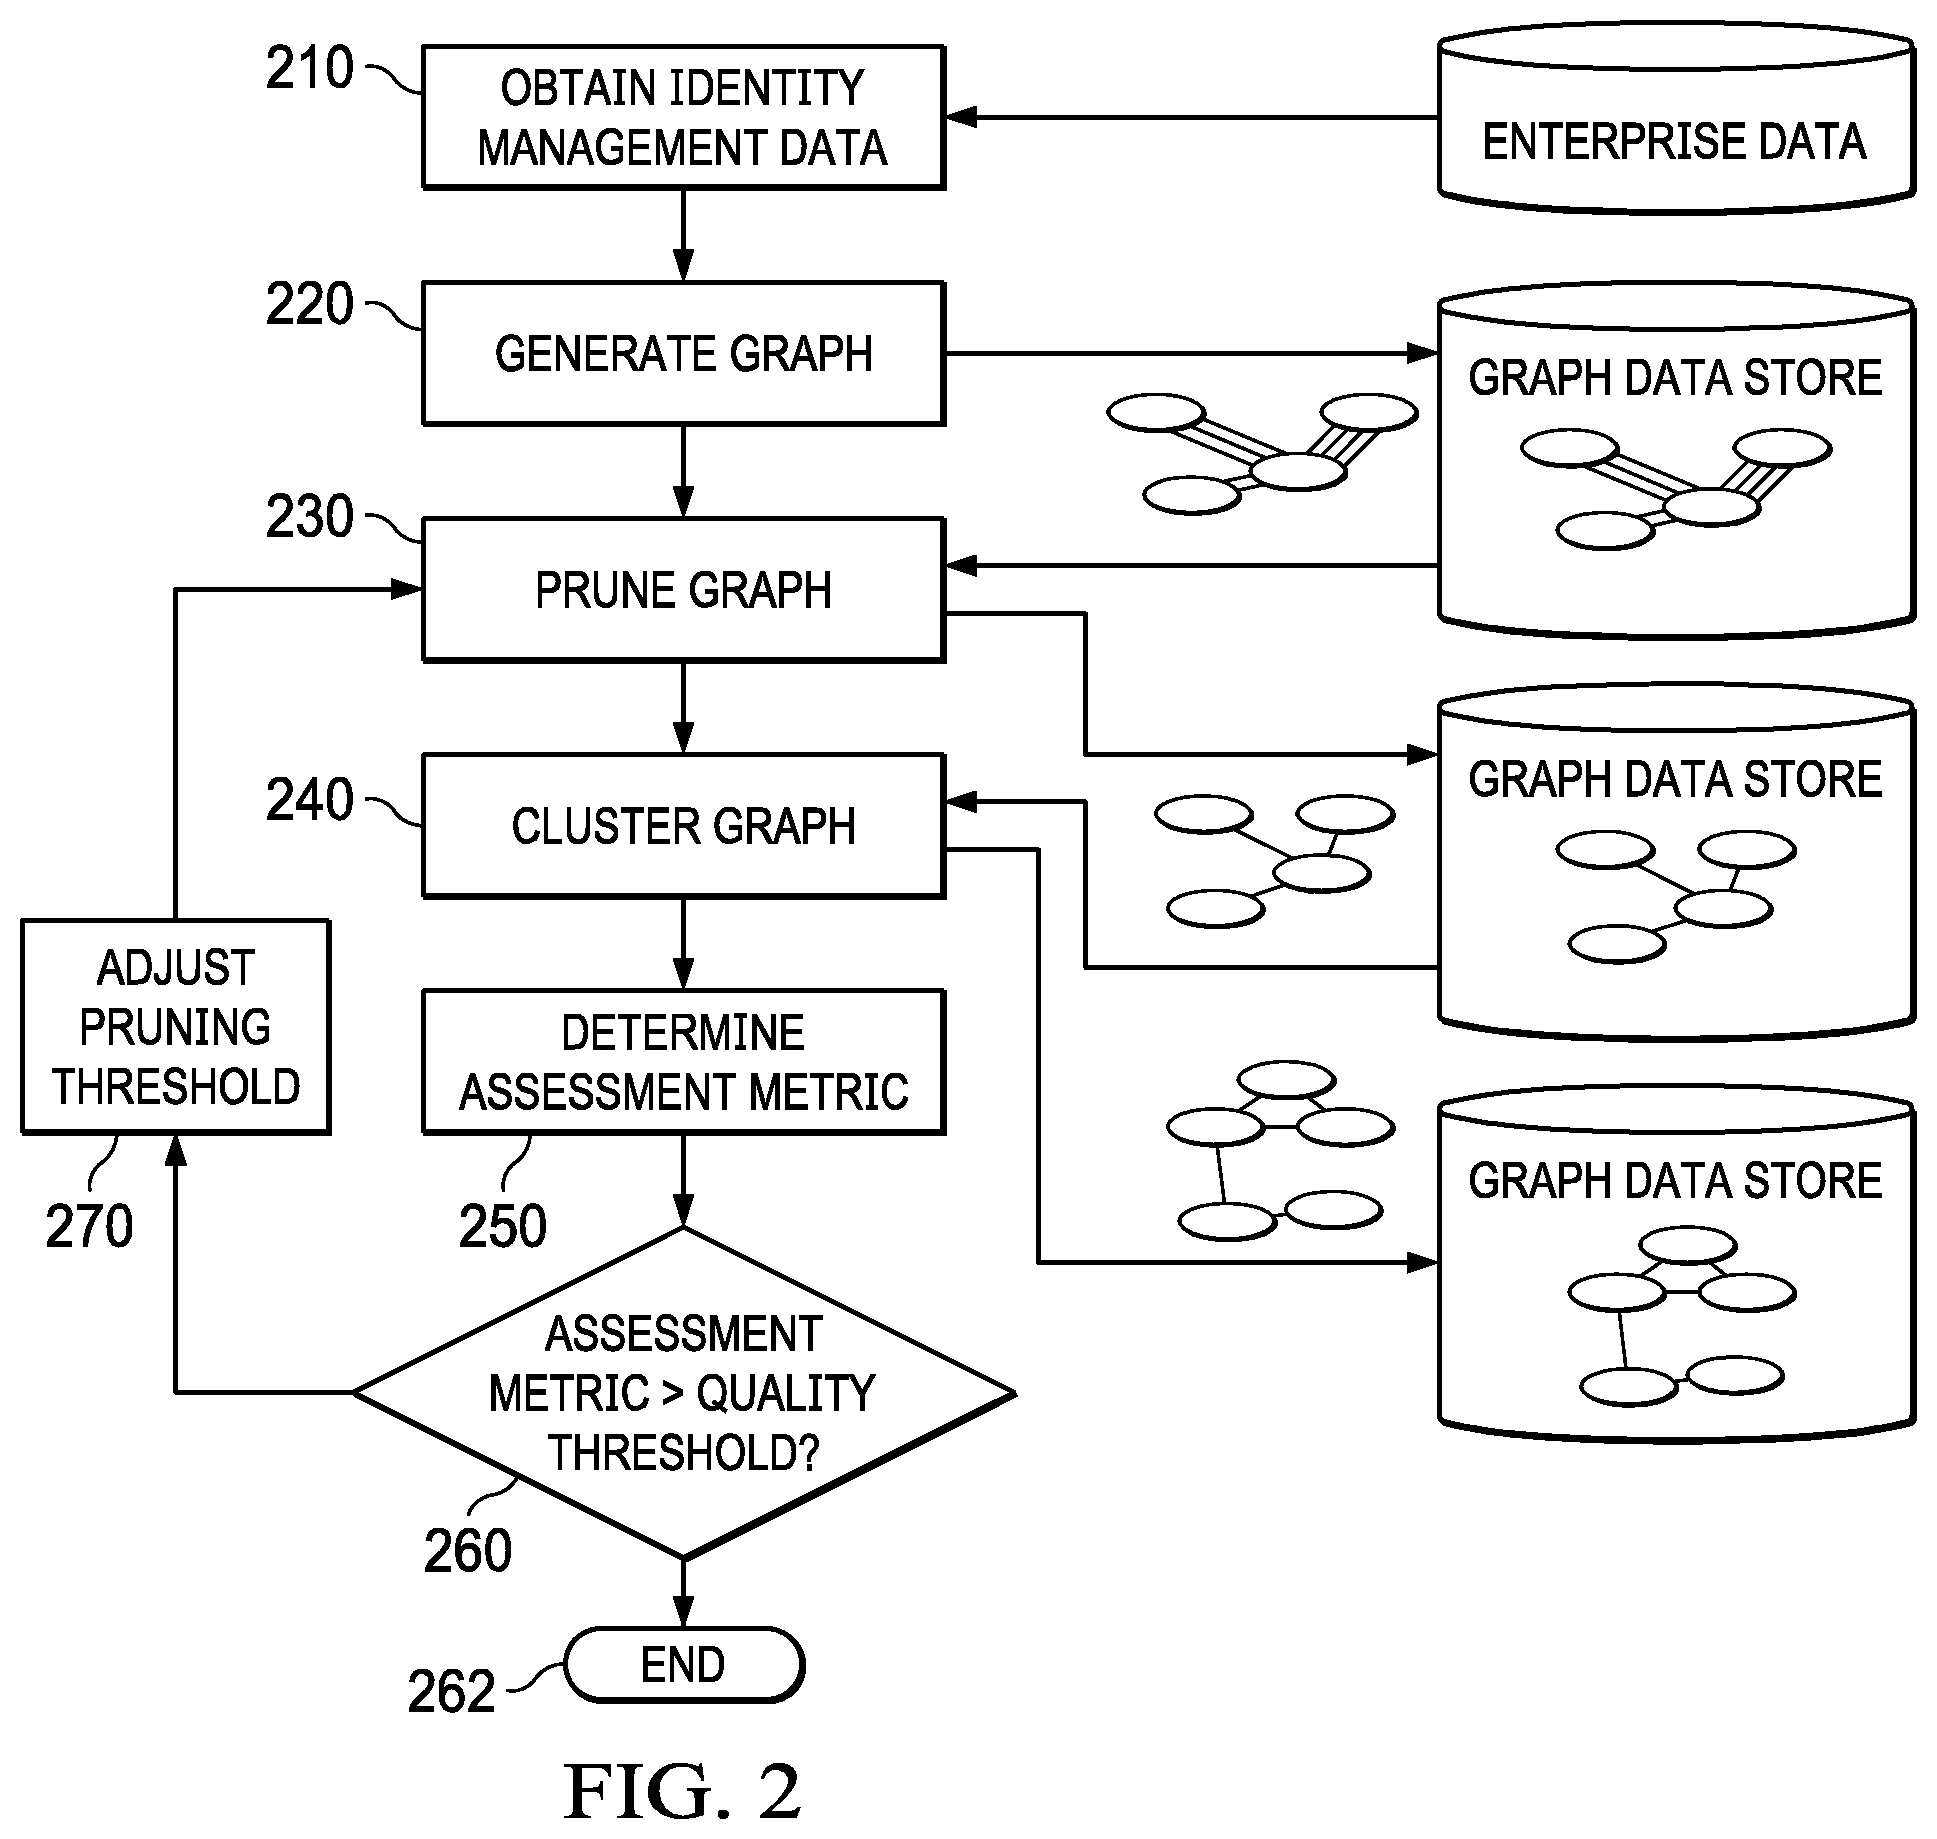 210
OBTAIN IDENTITY
MANAGEMENT DATA
ENTERPRISE DATA
220
GENERATE GRAPH
GRAPH DATA STORE
230
PRUNE GRAPH
240
CLUSTER GRAPH
GRAPH DATA STORE
ADJUST
PRUNING
THRESHOLD
270
DETERMINE
ASSESSMENT METRIC
250
GRAPH DATA STORE
ASSESSMENT
METRIC > QUALITY
THRESHOLD?
260
END
262
FIG. 2